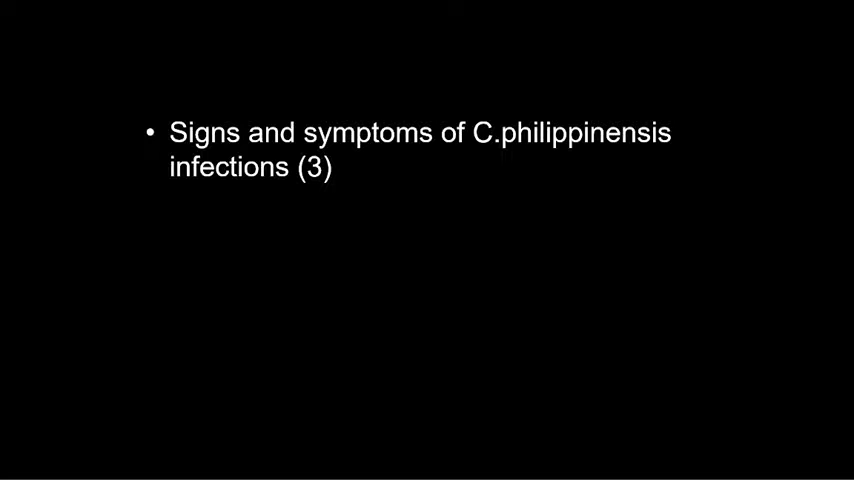 • Signs and symptoms of C.philippinensis
infections (3)